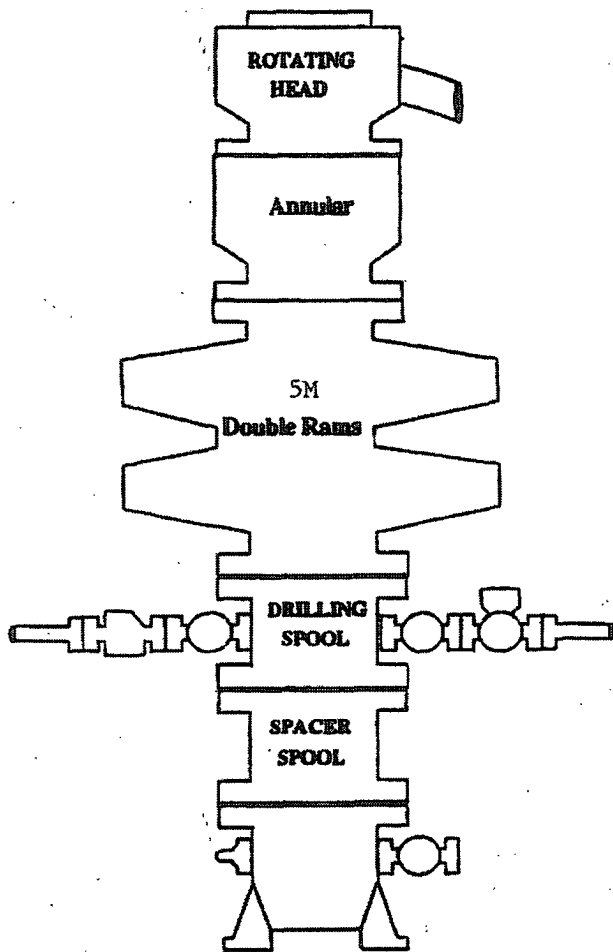 ROTATING
HEAD
Annular
5M
Double Rams
DRILLING
SPOOL
SPACER
SPOOL